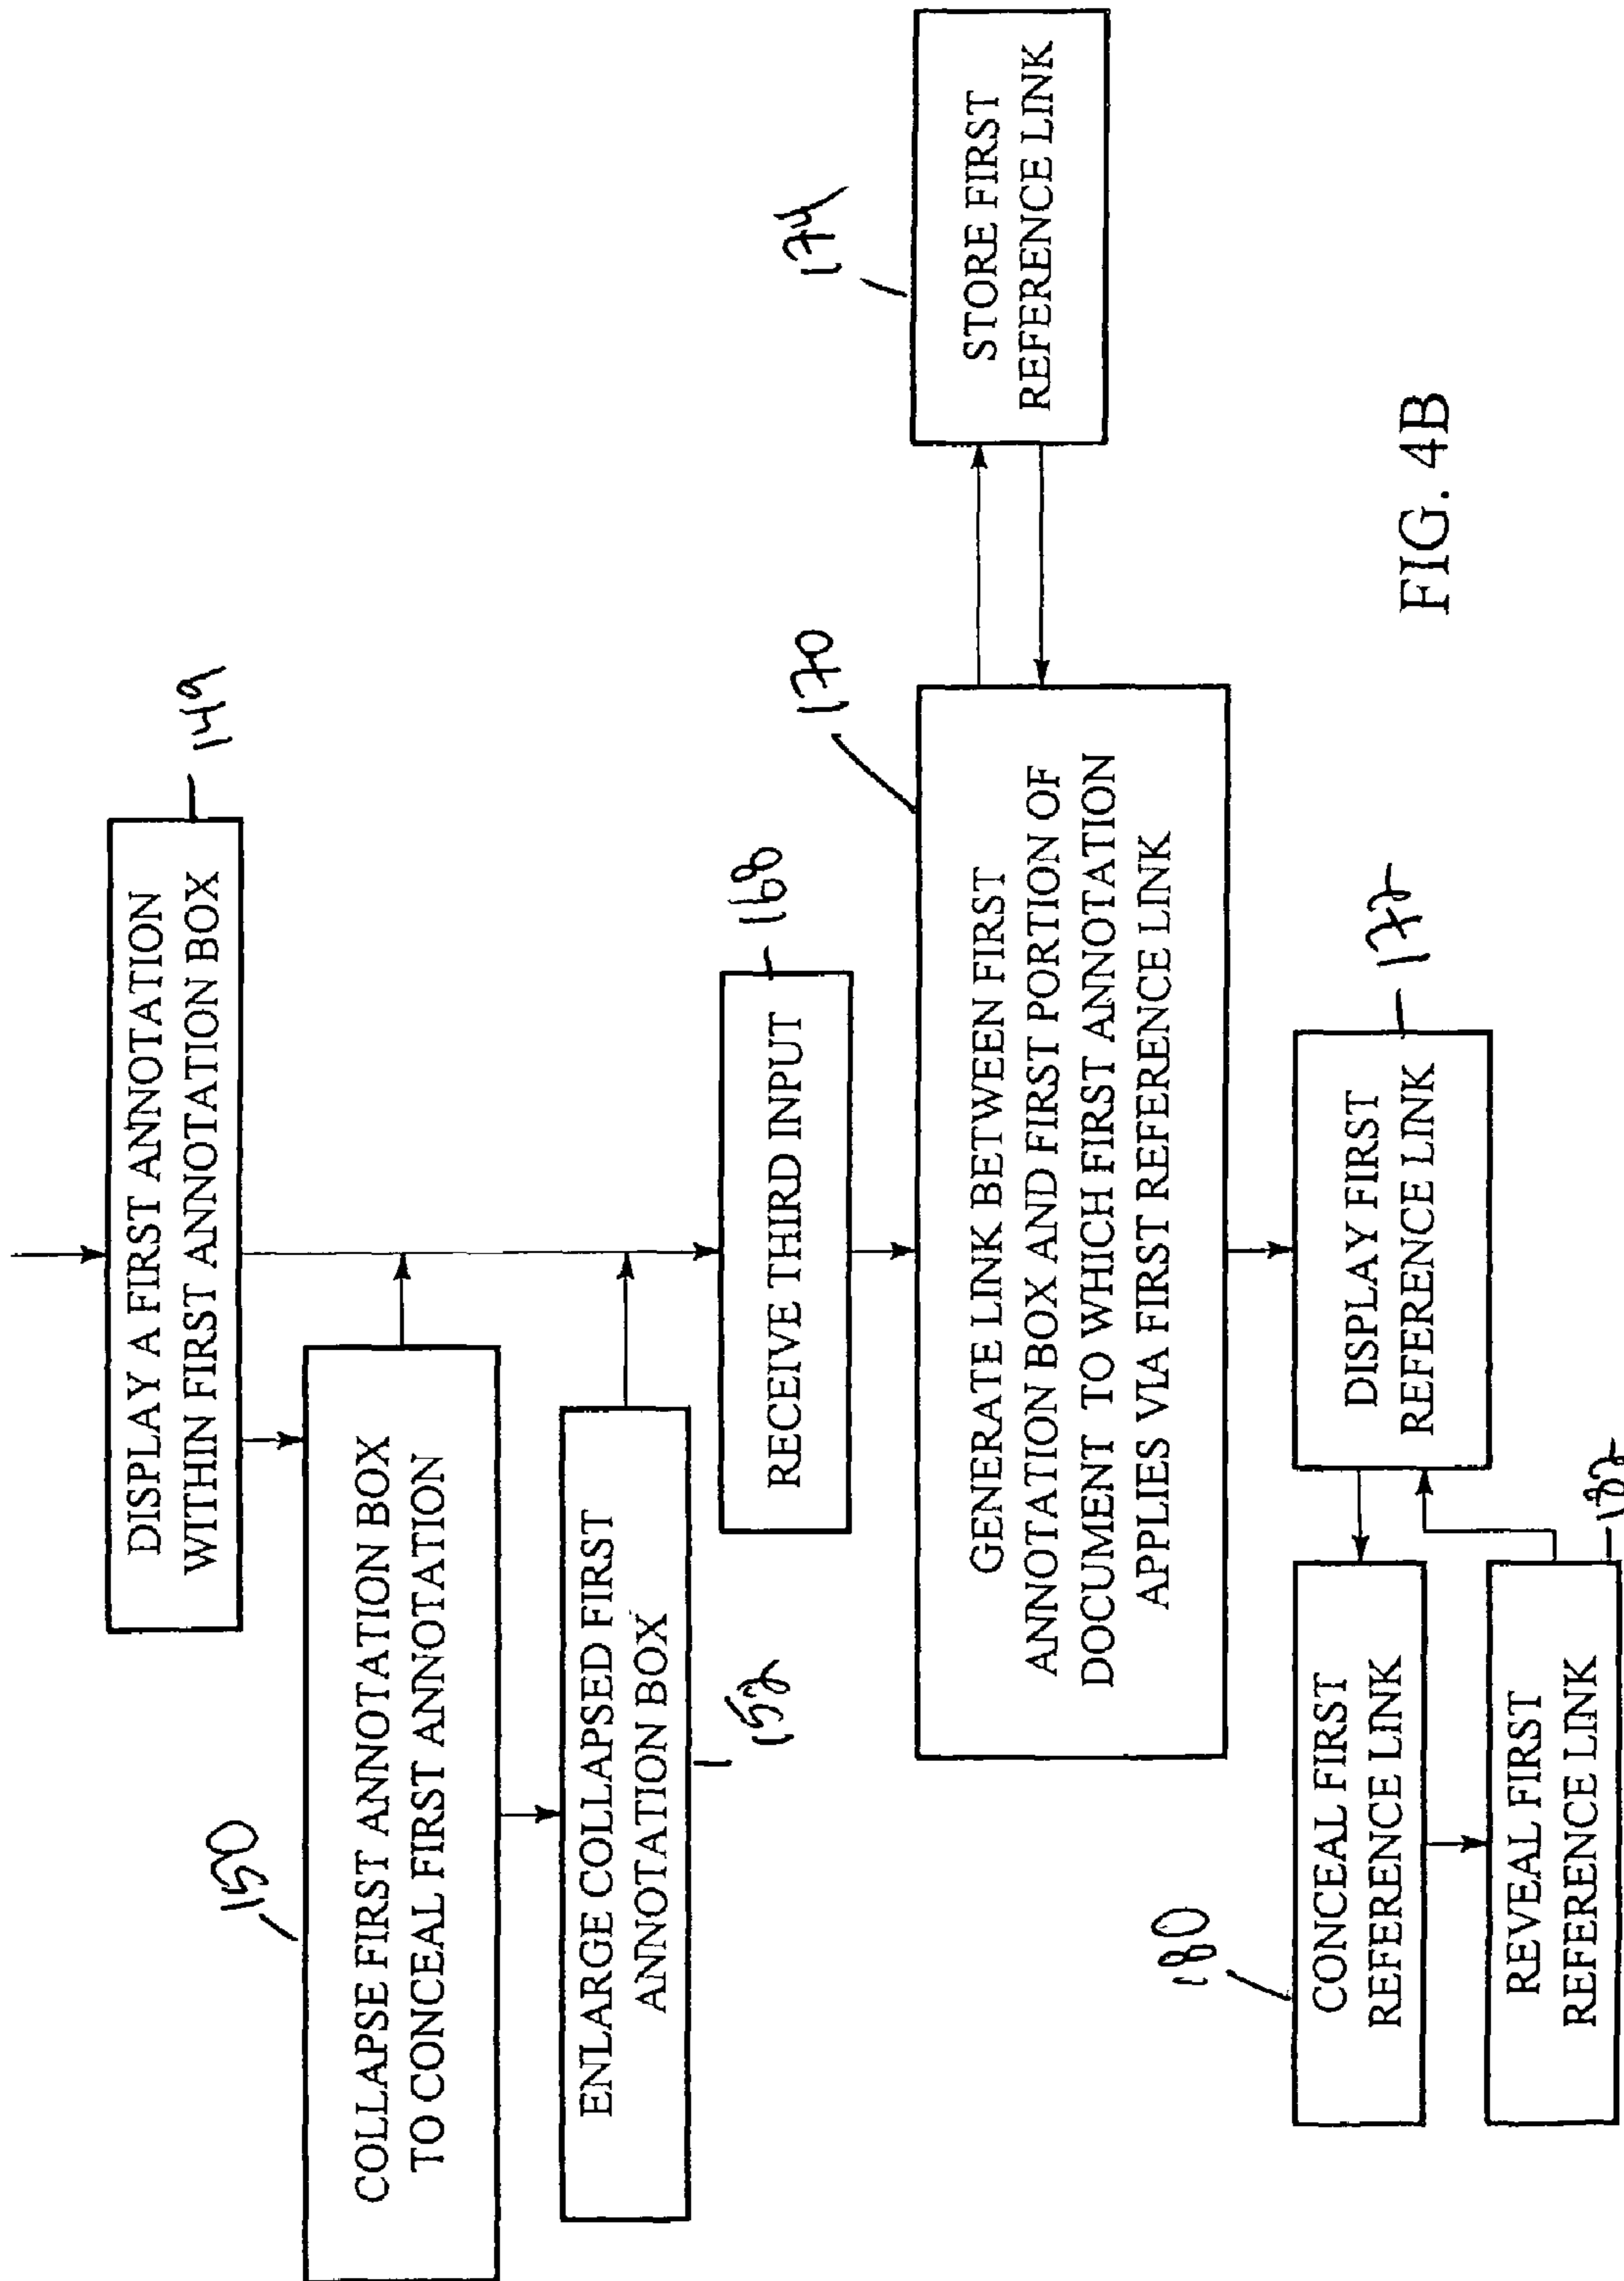 DISPLAY A FIRST ANNOTATION
WITHIN FIRST ANNOTATION BOX
149
150
COLLAPSE FIRST ANNOTATION BOX
TO CONCEAL FIRST ANNOTATION
ENLARGE COLLAPSED FIRST
ANNOTATION BOX
152
RECEIVE THIRD INPUT
168
GENERATE LINK BETWEEN FIRST
ANNOTATION BOX AND FIRST PORTION OF
DOCUMENT TO WHICH FIRST ANNOTATION
APPLIES VIA FIRST REFERENCE LINK
170
STORE FIRST
REFERENCE LINK
174
DISPLAY FIRST
REFERENCE LINK
172
180
CONCEAL FIRST
REFERENCE LINK
REVEAL FIRST
REFERENCE LINK
182
FIG. 4B